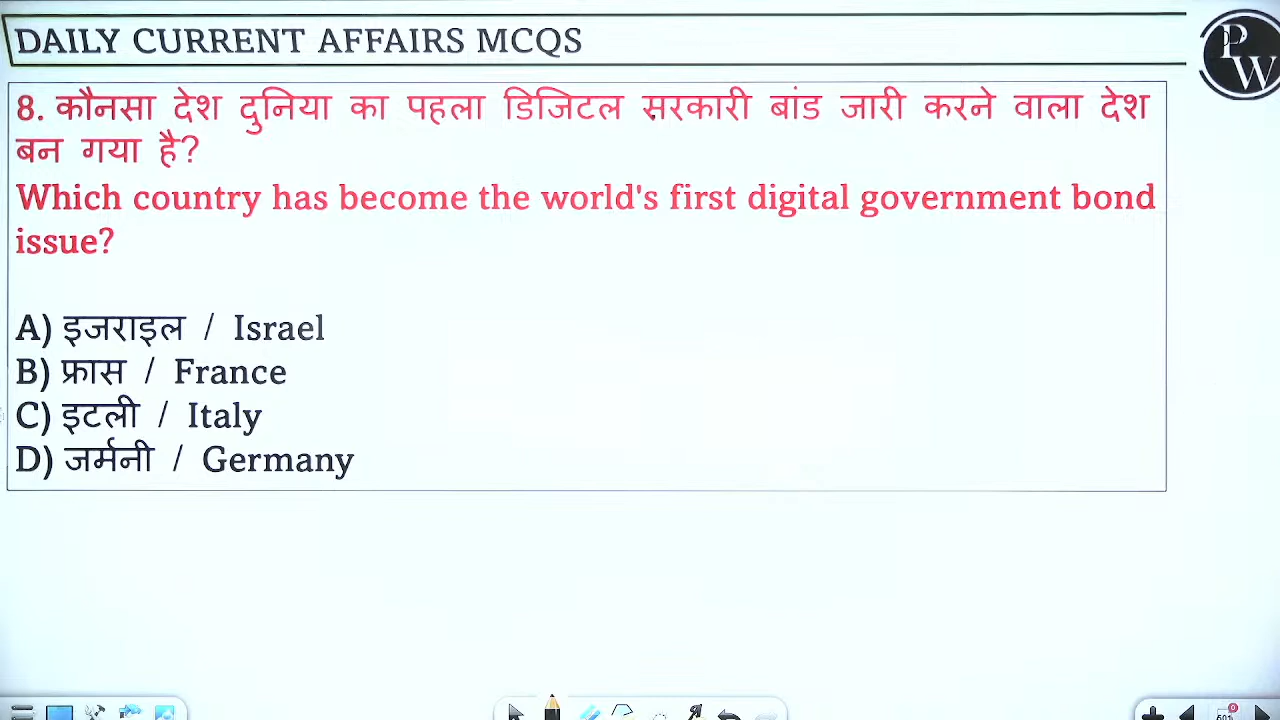 DAILY CURRENT AFFAIRS MCQS
PW
8. कौनसा देश दुनिया का पहला डिजिटल सरकारी बांड जारी करने वाला देश
बन गया है?
Which country has become the world's first digital government bond
issue?
A) इजराइल / Israel
B) फ्रास / France
C) इटली / Italy
D) जर्मनी / Germany